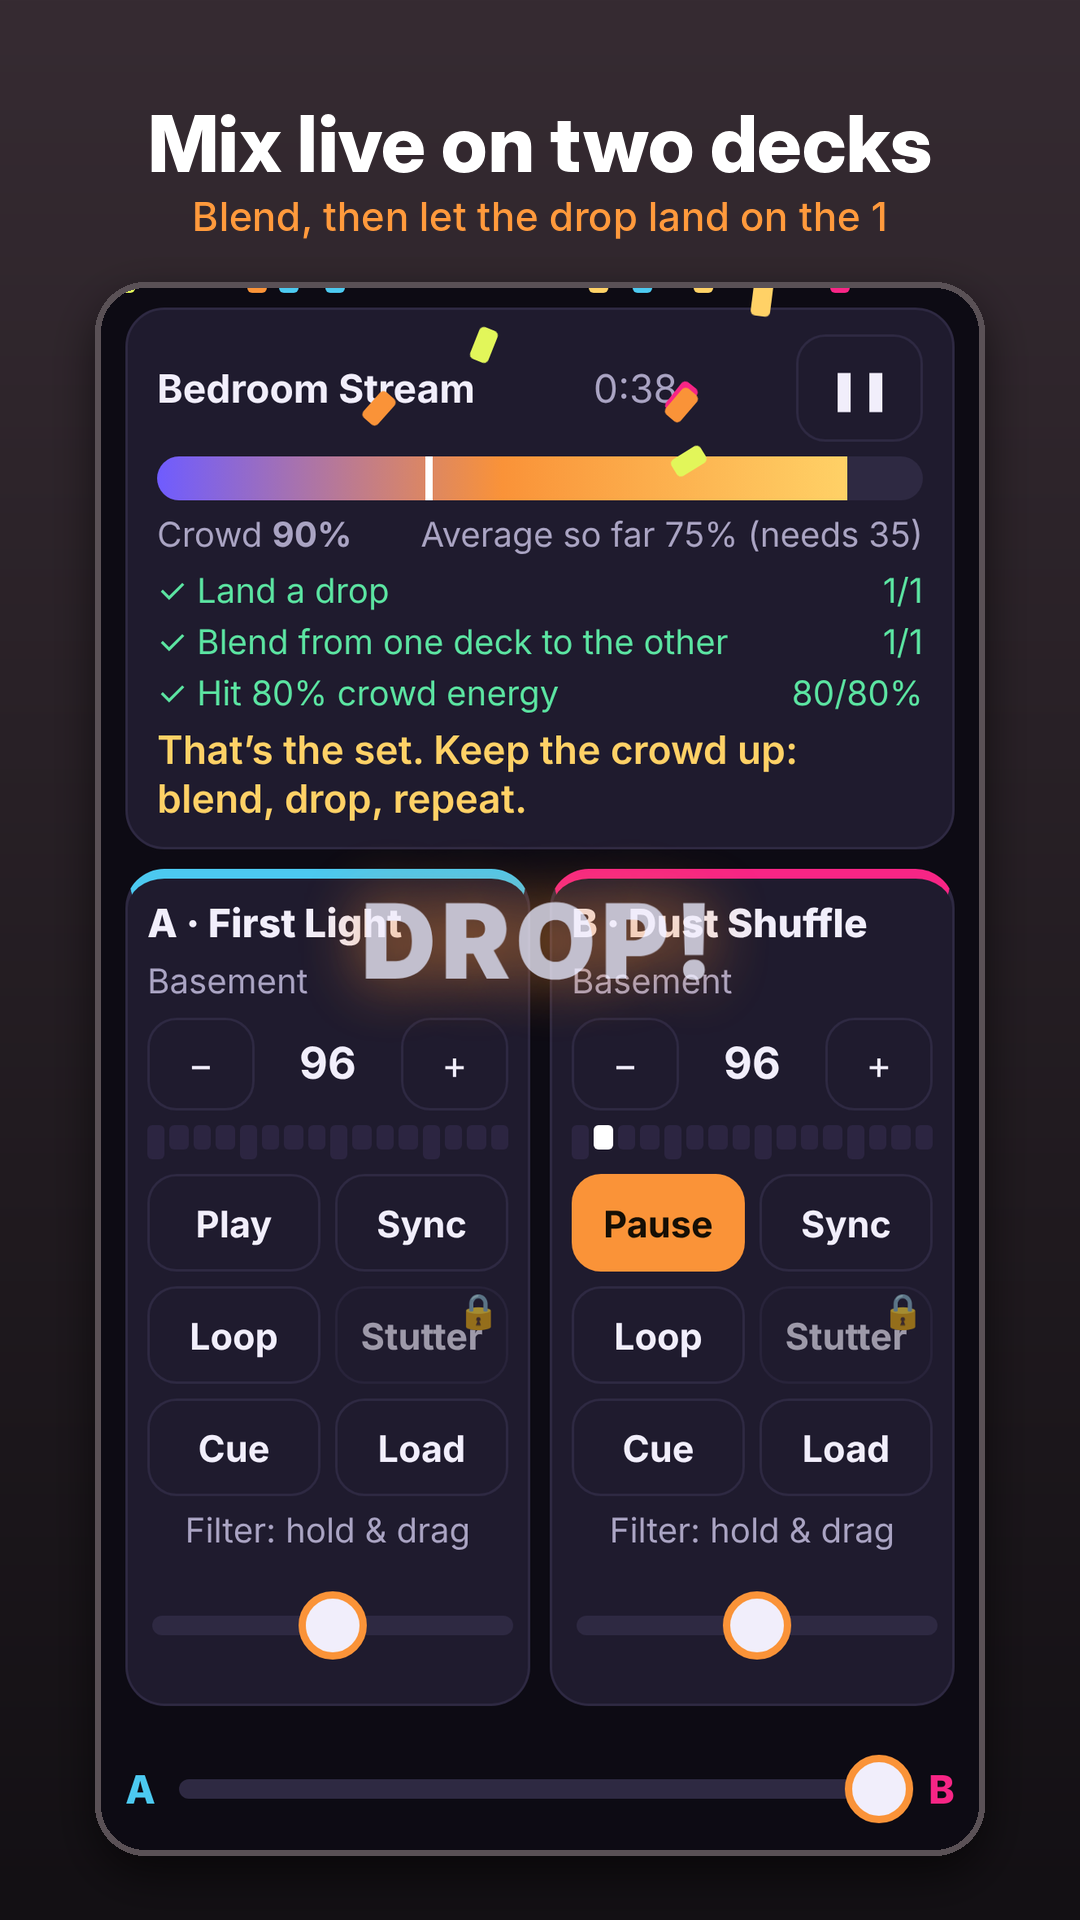 Mix live on two decks
Blend, then let the drop land on the 1
Bedroom Stream 0:38
Crowd 90% Average so far 75% (needs 35)
✓ Land a drop 1/1
✓ Blend from one deck to the other 1/1
✓ Hit 80% crowd energy 80/80%
That's the set. Keep the crowd up:
blend, drop, repeat.
DROP!
A · First Light
Basement
− 96 +
Play Sync
Loop Stutter
Cue Load
Filter: hold & drag
B · Dust Shuffle
Basement
− 96 +
Pause Sync
Loop Stutter
Cue Load
Filter: hold & drag
A B